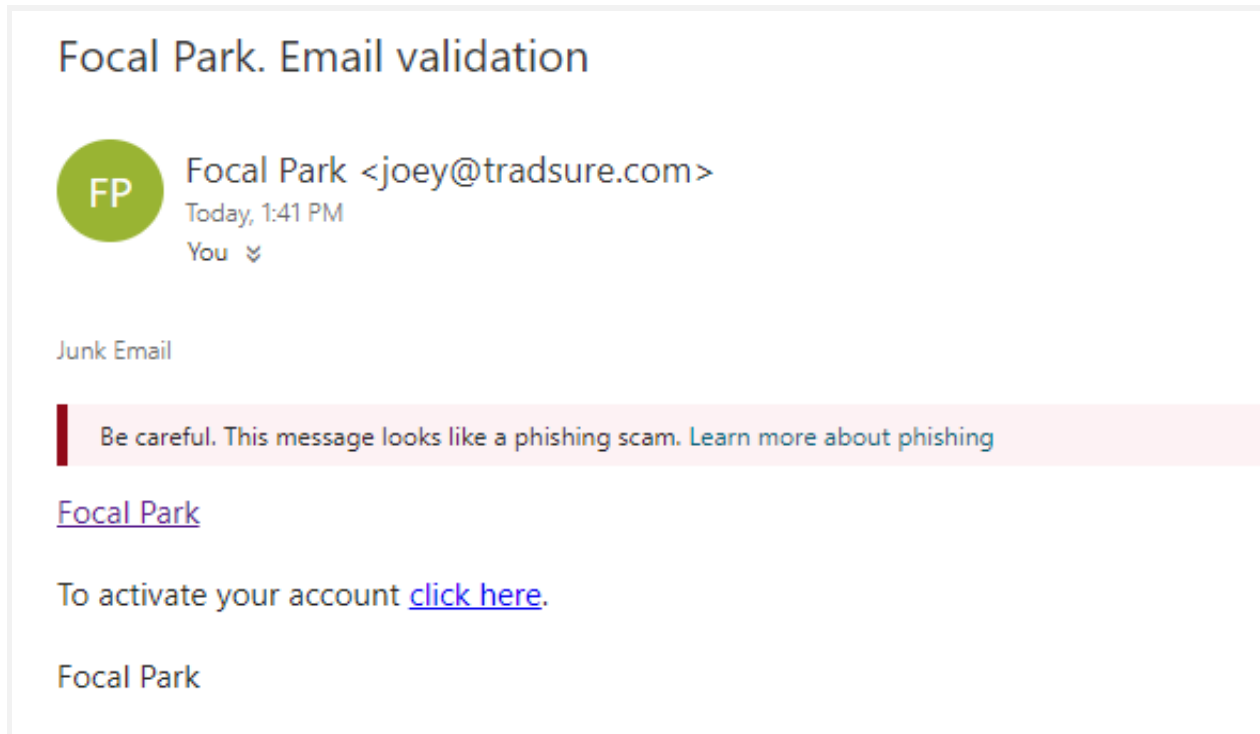 Focal Park. Email validation
FP
Focal Park <joey@tradsure.com>
Today, 1:41 PM
You
Junk Email
Be careful. This message looks like a phishing scam. Learn more about phishing
Focal Park
To activate your account click here.
Focal Park